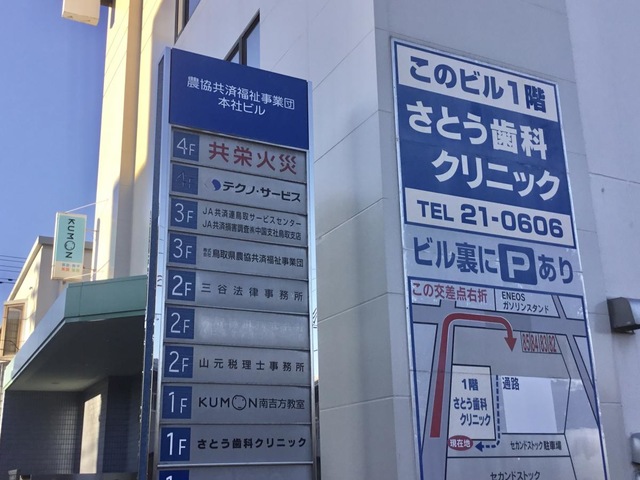 農協共済福祉事業団
本社ビル
4F 共栄火災
4F テクノ・サービス
3F JA共済連鳥取サービスセンター
JA共済損害調査㈱中国支社鳥取支店
3F 鳥取県農協共済福祉事業団
2F 三谷法律事務所
2F
2F 山元税理士事務所
1F KUMON南吉方教室
1F さとう歯科クリニック
KUMON
このビル1階
さとう歯科
クリニック
TEL 21-0606
ビル裏にPあり
この交差点右折
ENEOS
ガソリンスタンド
通路
1階
さとう歯科
クリニック
現在地
セカンドストック駐車場
セカンドストック